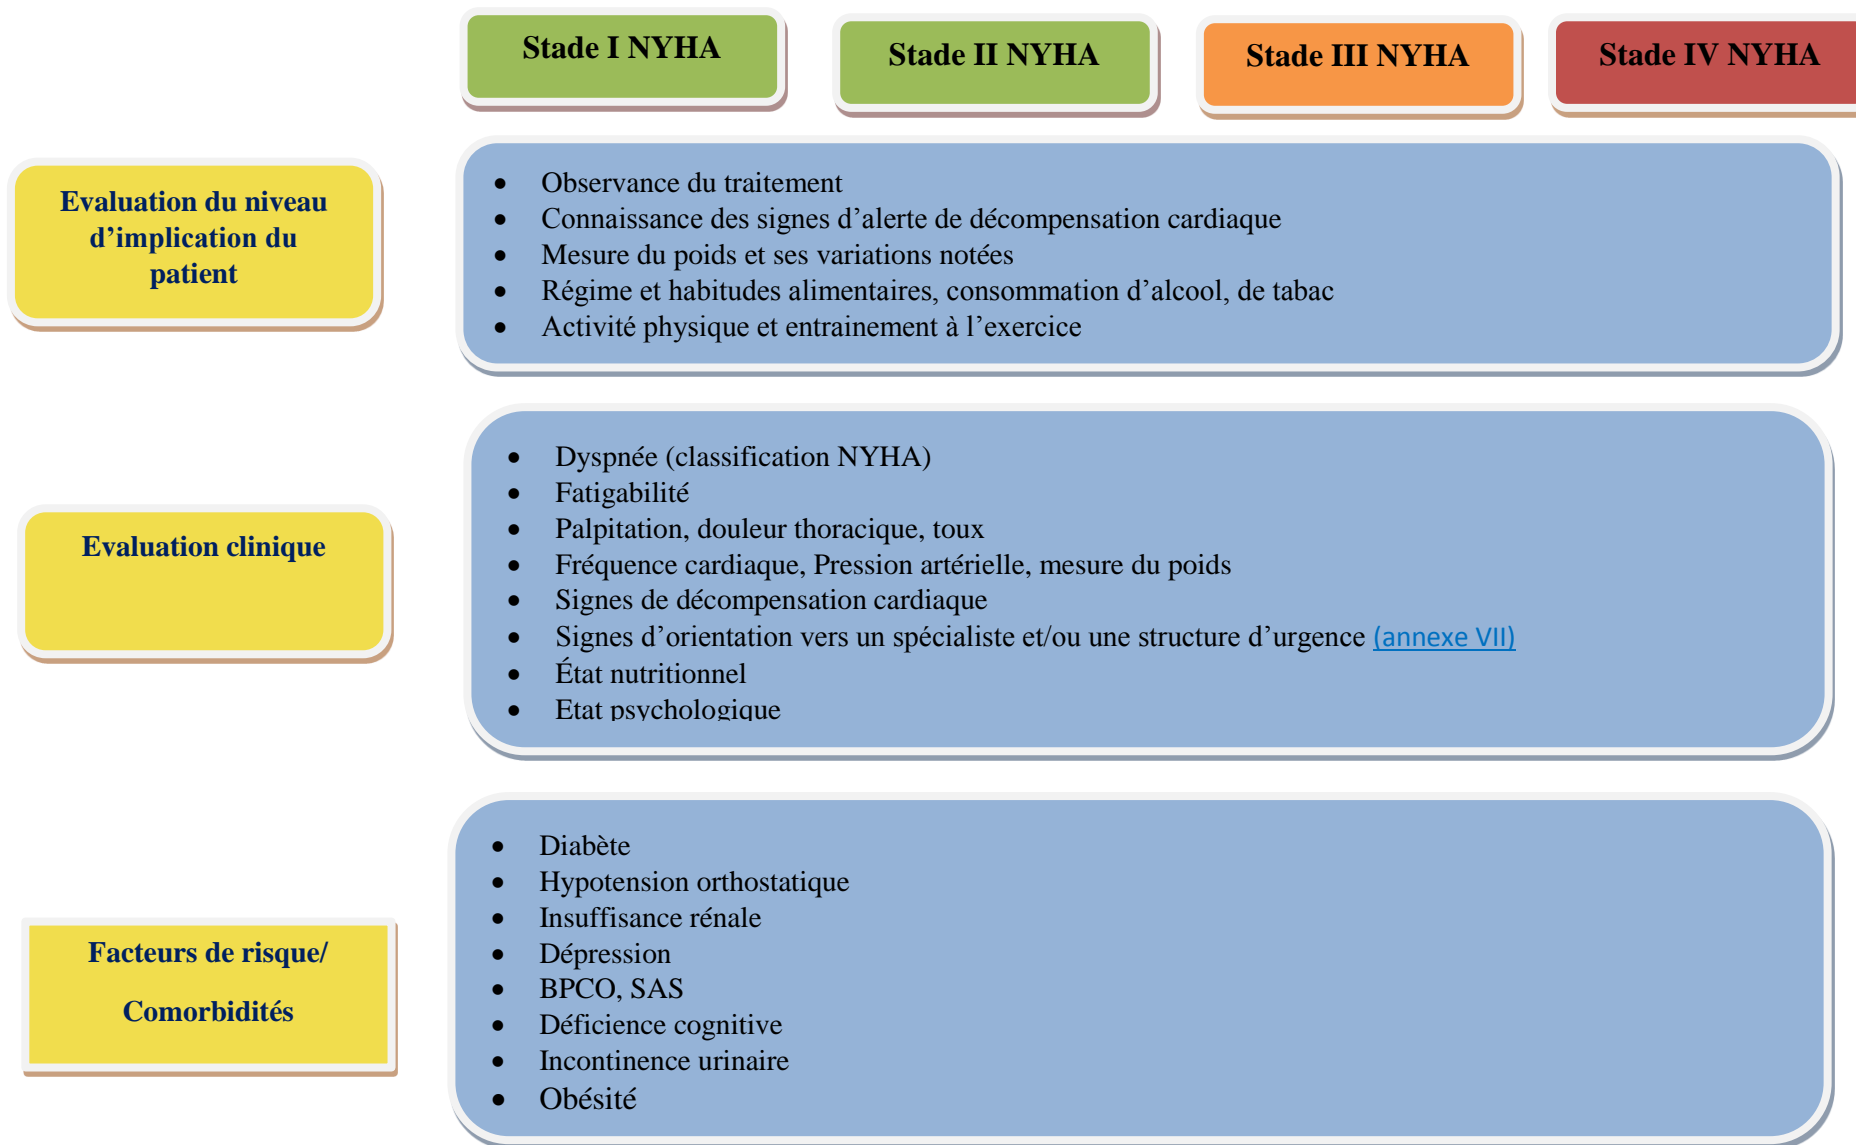 Stade I NYHA
Stade II NYHA
Stade III NYHA
Stade IV NYHA
Evaluation du niveau
d’implication du
patient
• Observance du traitement
• Connaissance des signes d’alerte de décompensation cardiaque
• Mesure du poids et ses variations notées
• Régime et habitudes alimentaires, consommation d’alcool, de tabac
• Activité physique et entrainement à l’exercice
Evaluation clinique
• Dyspnée (classification NYHA)
• Fatigabilité
• Palpitation, douleur thoracique, toux
• Fréquence cardiaque, Pression artérielle, mesure du poids
• Signes de décompensation cardiaque
• Signes d’orientation vers un spécialiste et/ou une structure d’urgence (annexe VII)
• État nutritionnel
• Etat psychologique
Facteurs de risque/
Comorbidités
• Diabète
• Hypotension orthostatique
• Insuffisance rénale
• Dépression
• BPCO, SAS
• Déficience cognitive
• Incontinence urinaire
• Obésité